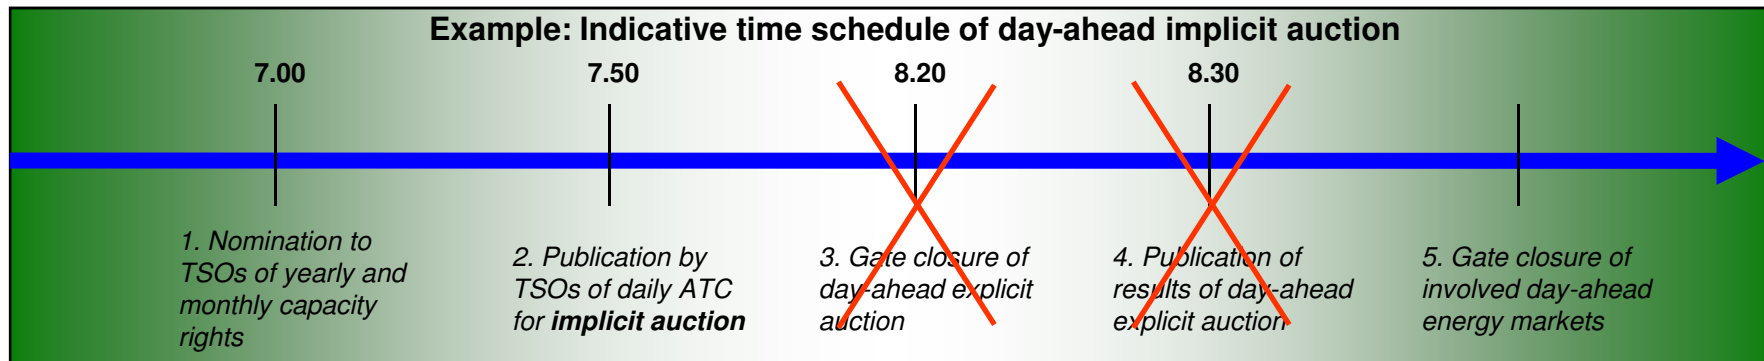 Example: Indicative time schedule of day-ahead implicit auction
7.00 7.50 8.20 8.30
1. Nomination to
TSOs of yearly and
monthly capacity
rights
2. Publication by
TSOs of daily ATC
for implicit auction
3. Gate closure of
day-ahead explicit
auction
4. Publication of
results of day-ahead
explicit auction
5. Gate closure of
involved day-ahead
energy markets